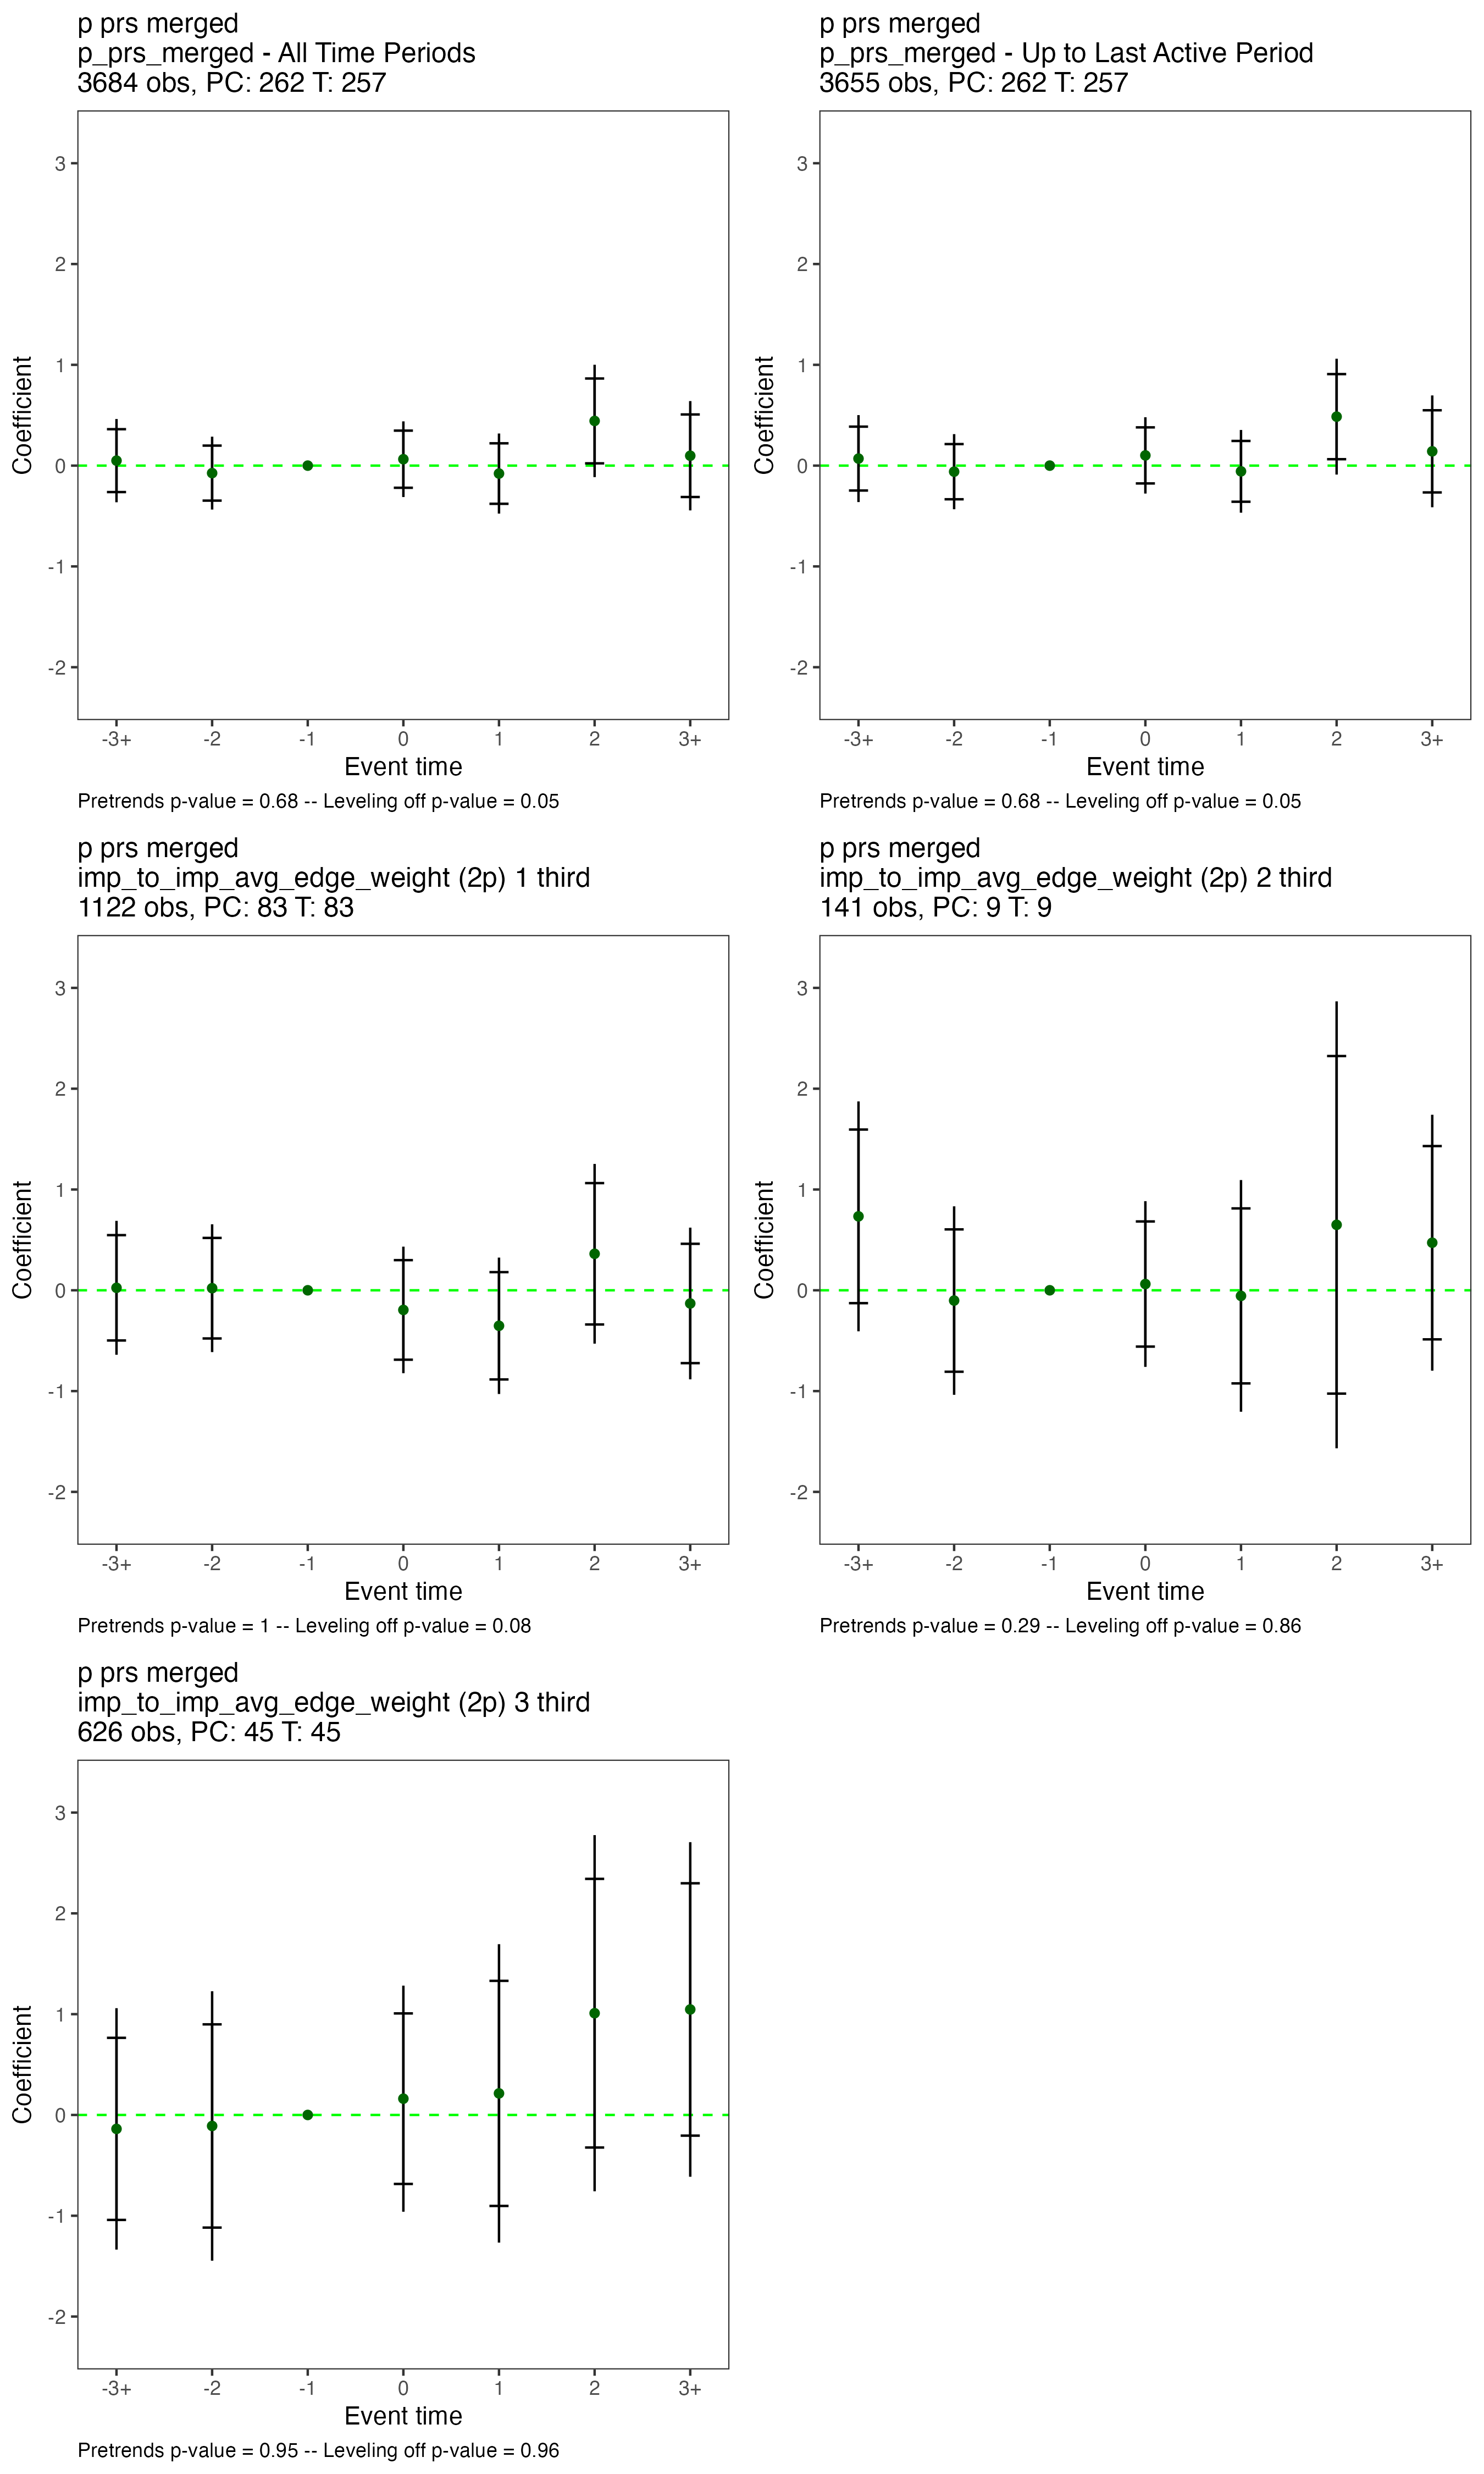 p prs merged
p_prs_merged - All Time Periods
3684 obs, PC: 262 T: 257
3
2
1
0
-1
-2
Coefficient
-3+ -2 -1 0 1 2 3+
Event time
Pretrends p-value = 0.68 -- Leveling off p-value = 0.05
p prs merged
p_prs_merged - Up to Last Active Period
3655 obs, PC: 262 T: 257
3
2
1
0
-1
-2
Coefficient
-3+ -2 -1 0 1 2 3+
Event time
Pretrends p-value = 0.68 -- Leveling off p-value = 0.05
p prs merged
imp_to_imp_avg_edge_weight (2p) 1 third
1122 obs, PC: 83 T: 83
3
2
1
0
-1
-2
Coefficient
-3+ -2 -1 0 1 2 3+
Event time
Pretrends p-value = 1 -- Leveling off p-value = 0.08
p prs merged
imp_to_imp_avg_edge_weight (2p) 2 third
141 obs, PC: 9 T: 9
3
2
1
0
-1
-2
Coefficient
-3+ -2 -1 0 1 2 3+
Event time
Pretrends p-value = 0.29 -- Leveling off p-value = 0.86
p prs merged
imp_to_imp_avg_edge_weight (2p) 3 third
626 obs, PC: 45 T: 45
3
2
1
0
-1
-2
Coefficient
-3+ -2 -1 0 1 2 3+
Event time
Pretrends p-value = 0.95 -- Leveling off p-value = 0.96